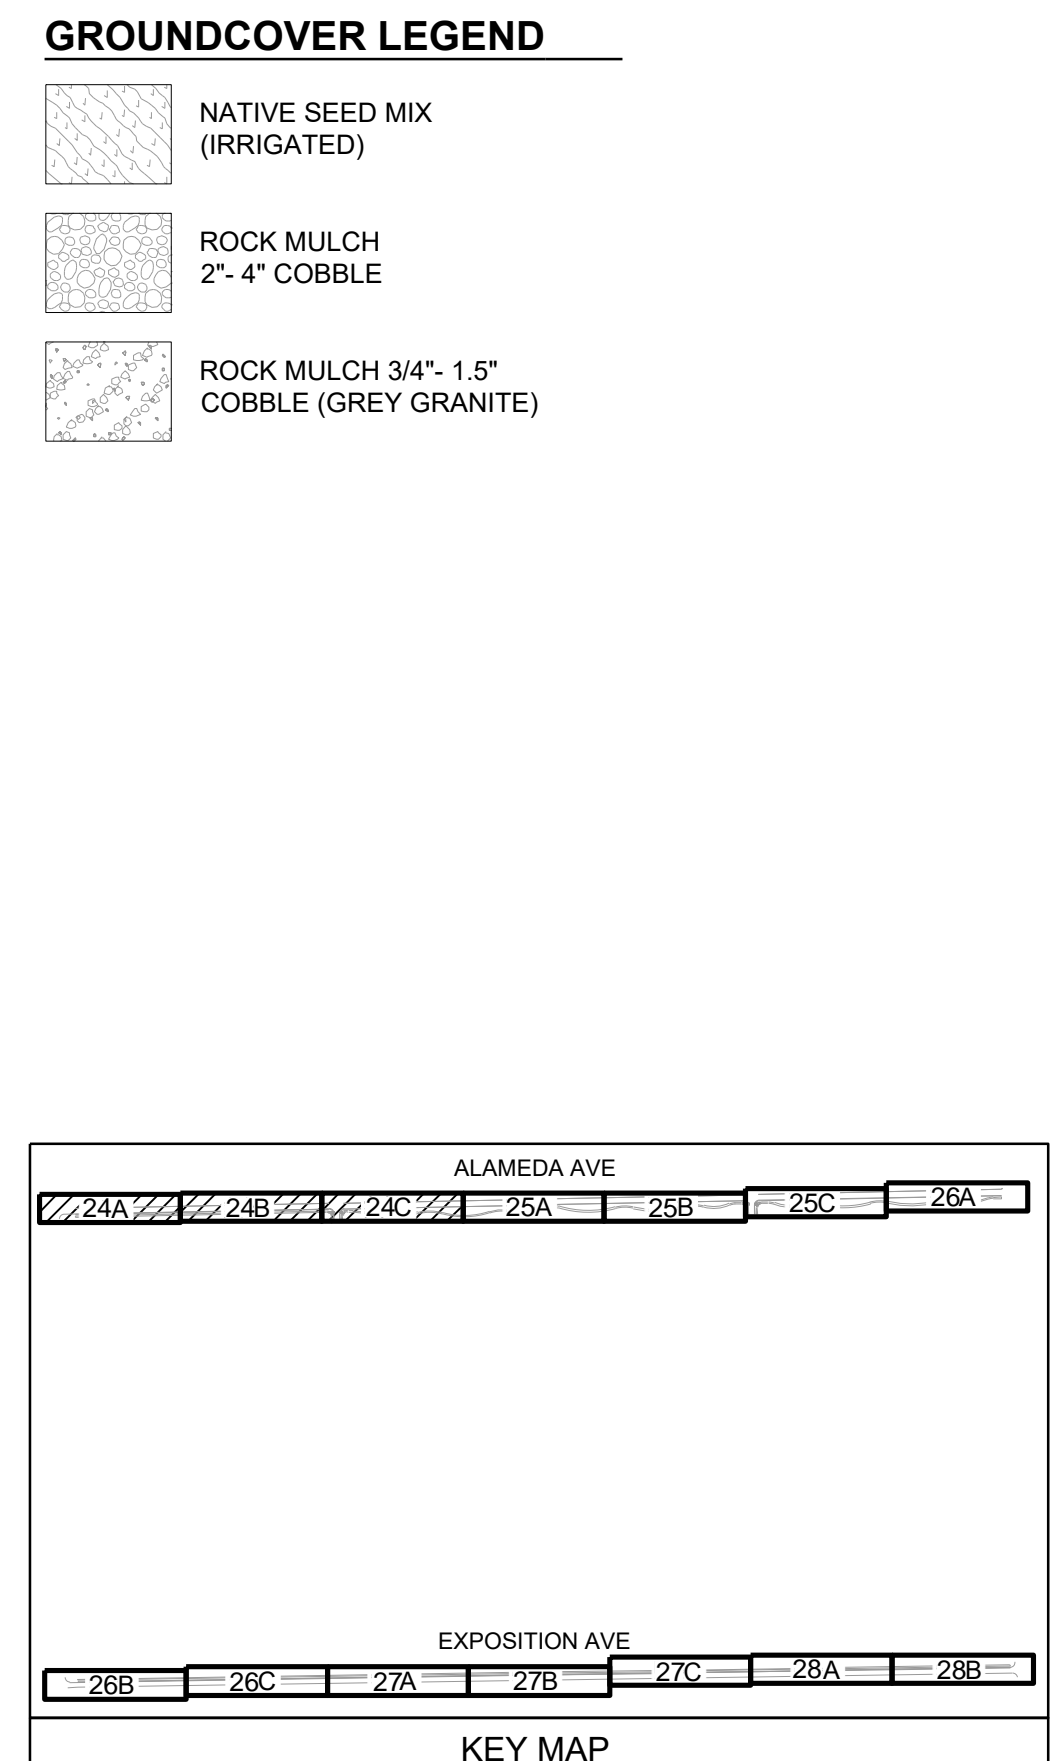 GROUNDCOVER LEGEND
NATIVE SEED MIX
(IRRIGATED)
ROCK MULCH
2"- 4" COBBLE
ROCK MULCH 3/4"- 1.5"
COBBLE (GREY GRANITE)
ALAMEDA AVE
24A 24B 24C 25A 25B 25C 26A
EXPOSITION AVE
26B 26C 27A 27B 27C 28A 28B
KEY MAP